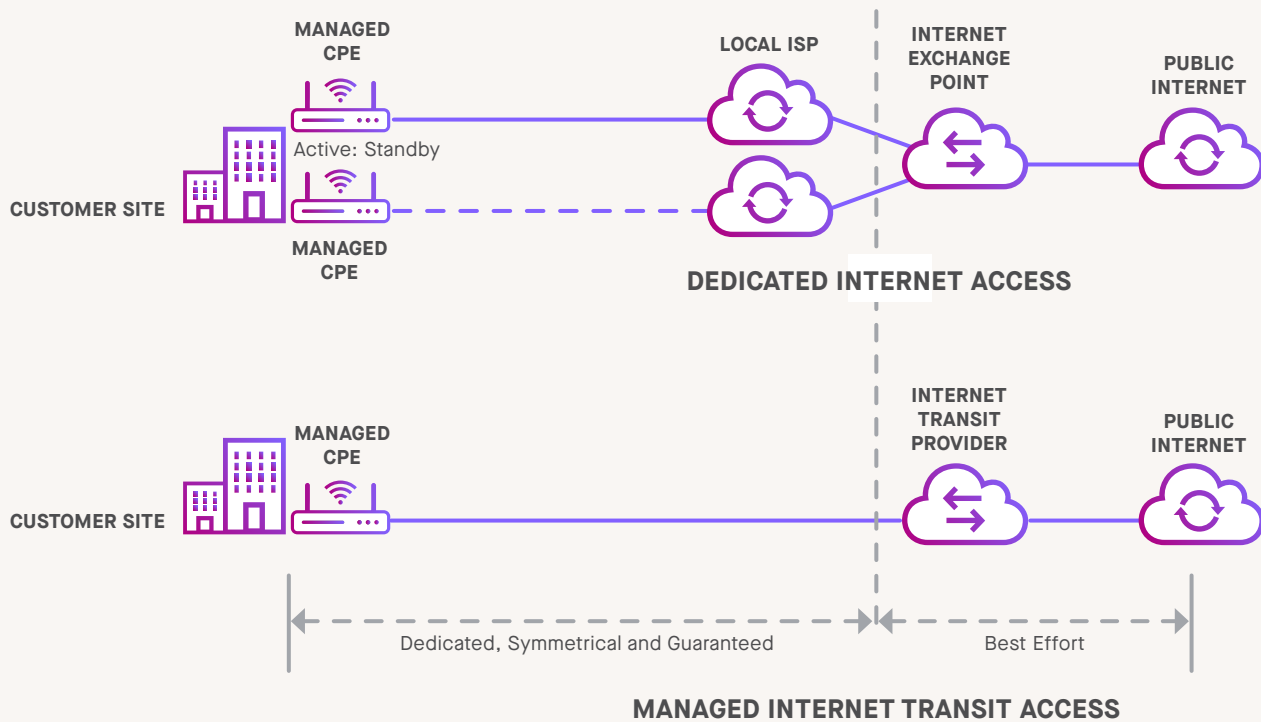 MANAGED
CPE
LOCAL ISP
INTERNET
EXCHANGE
POINT
PUBLIC
INTERNET
Active: Standby
CUSTOMER SITE
MANAGED
CPE
DEDICATED INTERNET ACCESS
INTERNET
TRANSIT
PROVIDER
PUBLIC
INTERNET
MANAGED
CPE
CUSTOMER SITE
Dedicated, Symmetrical and Guaranteed
Best Effort
MANAGED INTERNET TRANSIT ACCESS